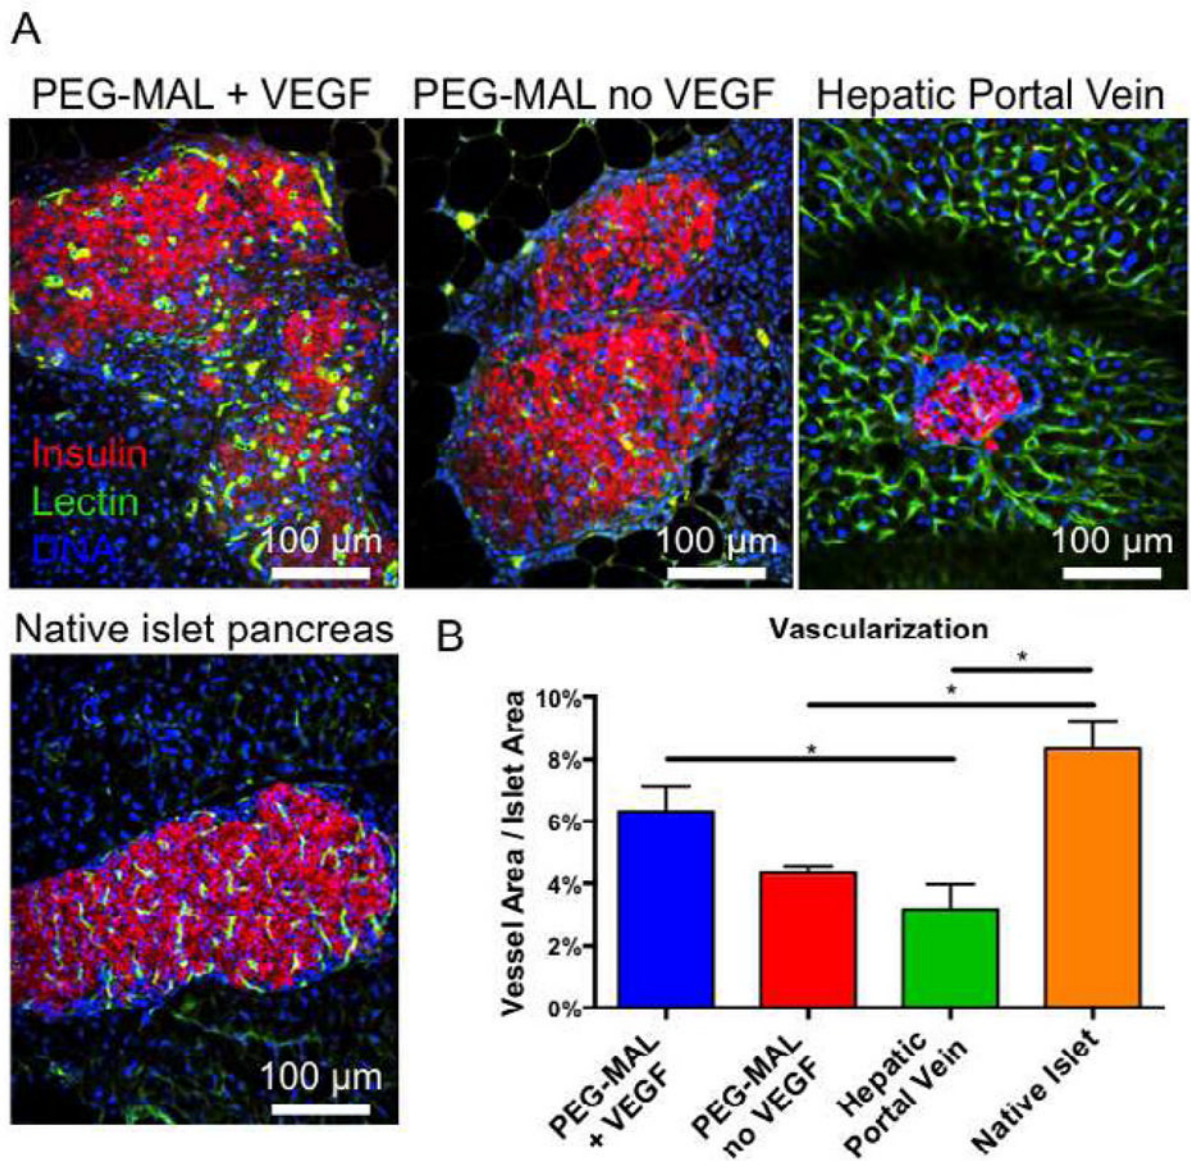 A
PEG-MAL + VEGF
PEG-MAL no VEGF
Hepatic Portal Vein
Insulin
Lectin
DNA
100 µm
100 µm
100 µm
Native islet pancreas
100 µm
B
Vascularization
*
*
*
Vessel Area / Islet Area
10%
8%
6%
4%
2%
0%
PEG-MAL
+ VEGF
PEG-MAL
no VEGF
Hepatic
Portal Vein
Native Islet